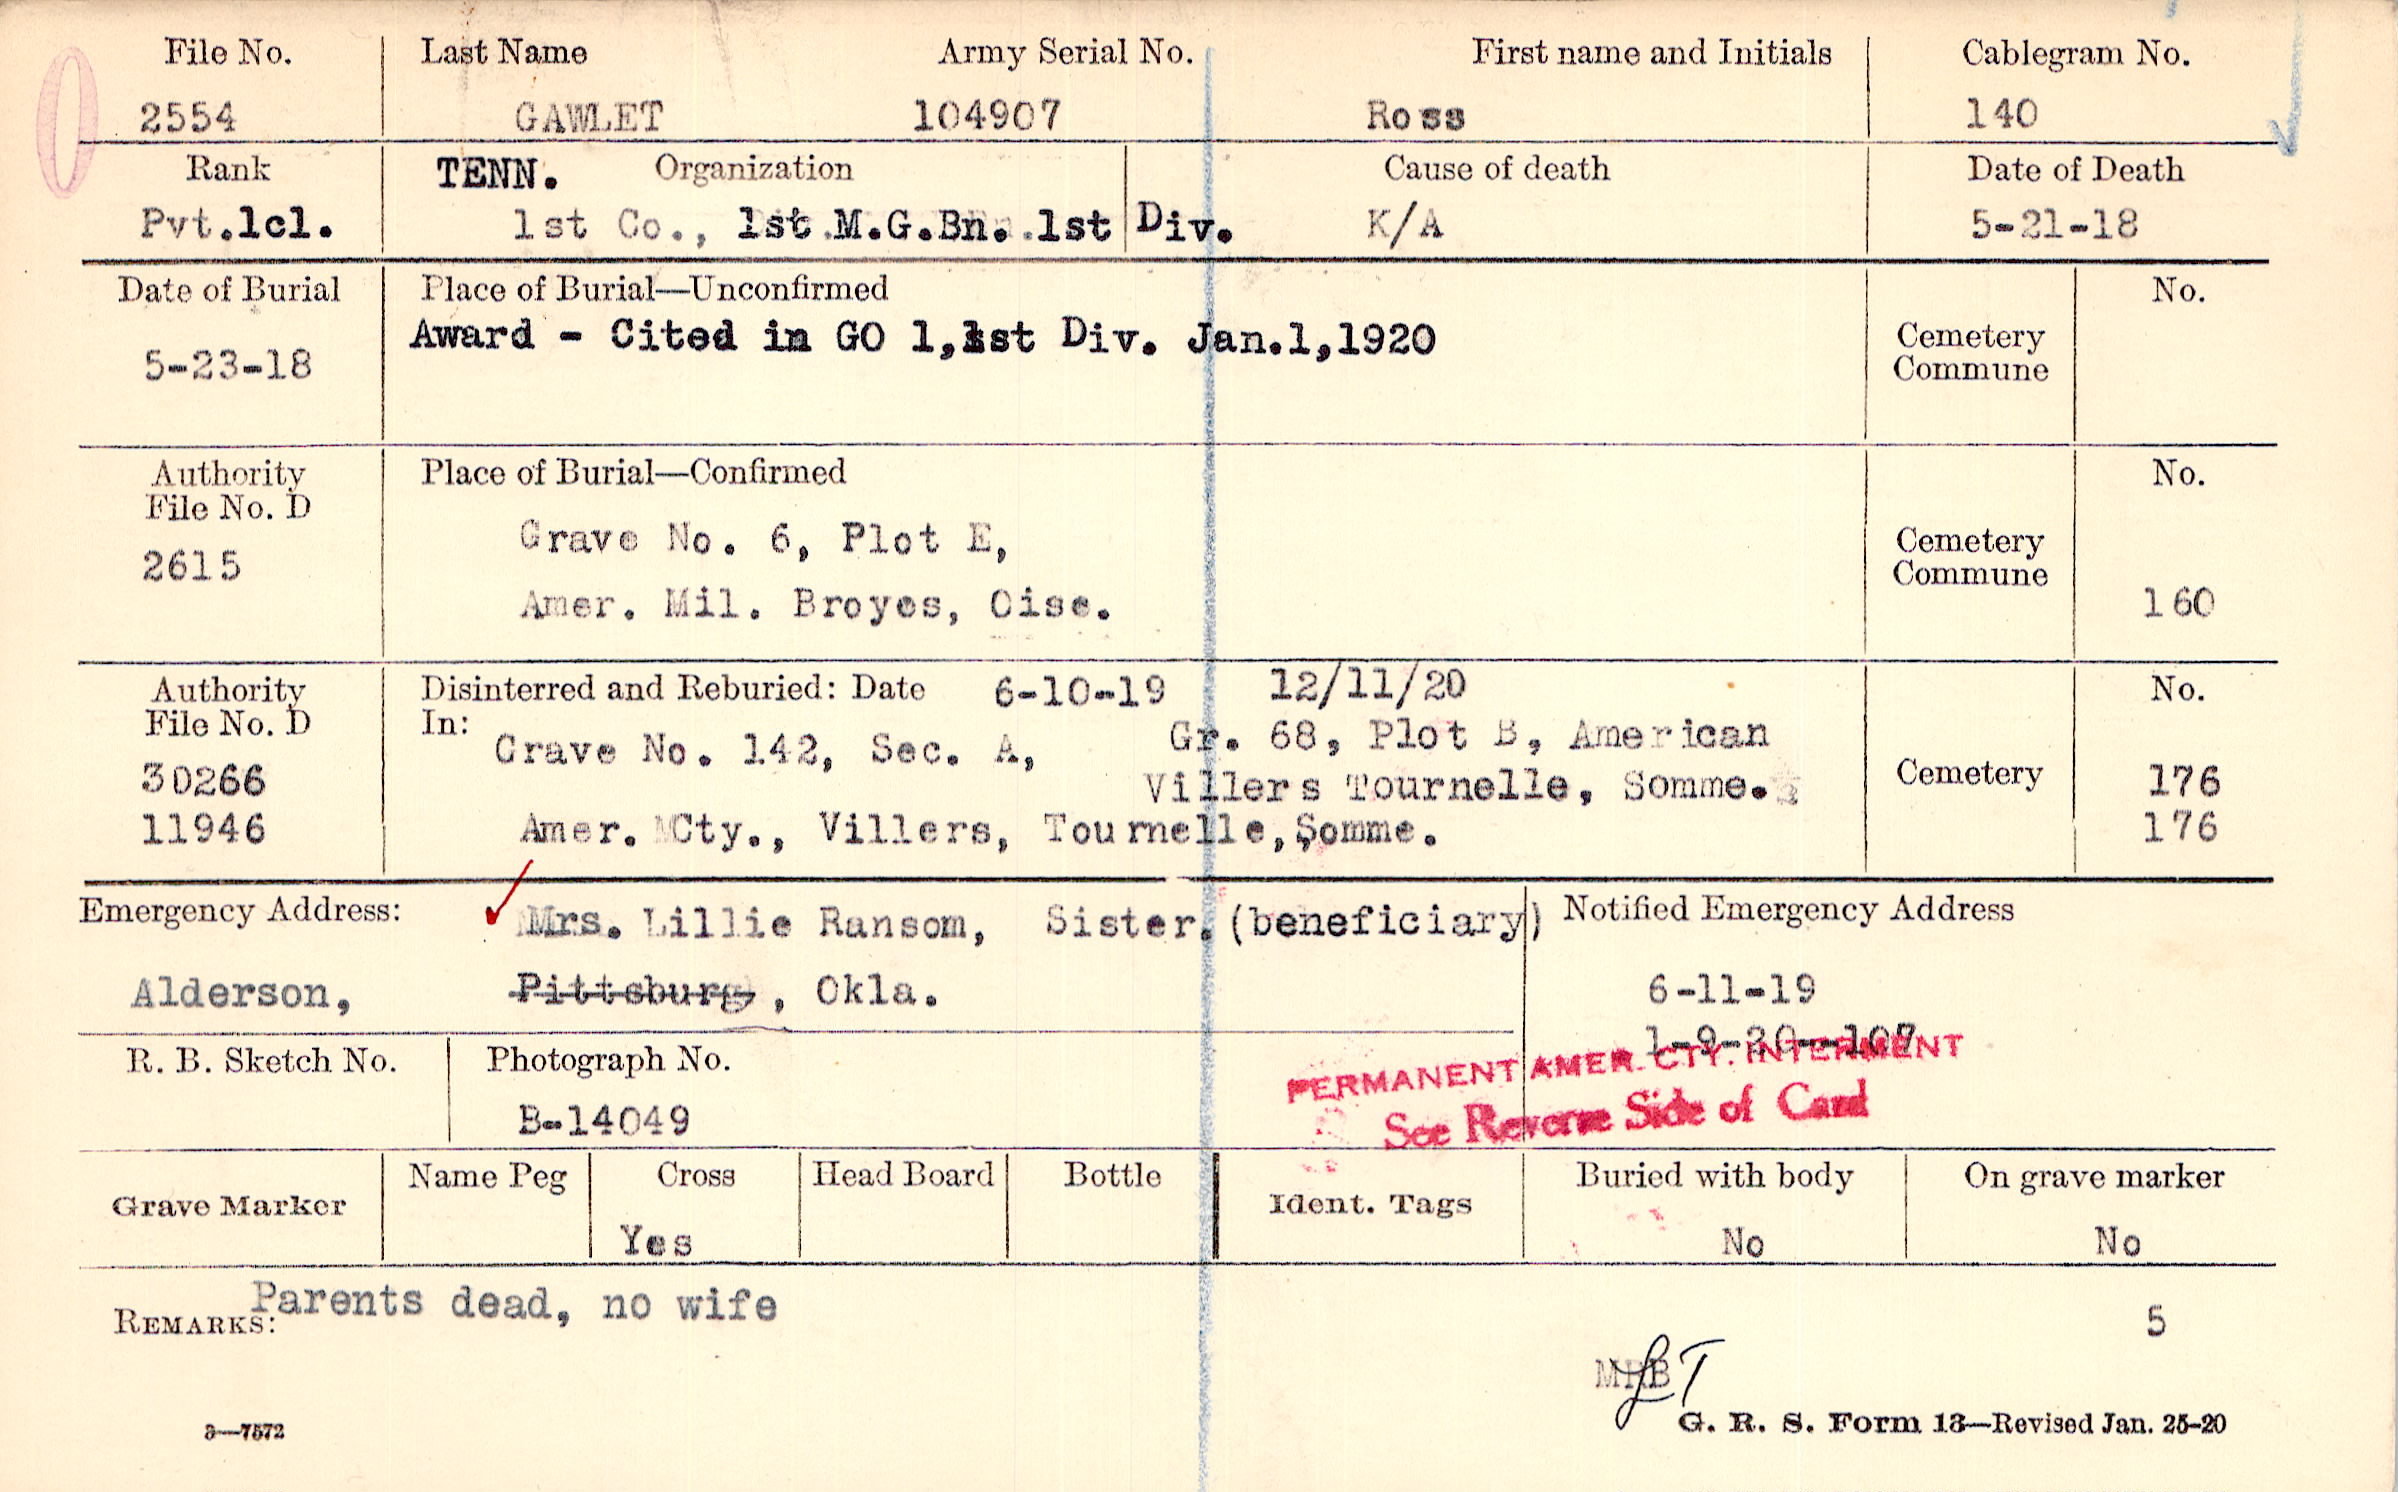 File No. Last Name Army Serial No. First name and Initials Cablegram No.
2554 GAWLET 104907 Ross 140
Rank TENN. Organization Cause of death Date of Death
Pvt.1cl. 1st Co., 1st.M.G.Bn. 1st Div. K/A 5-21-18
Date of Burial Place of Burial—Unconfirmed No.
Award - Cited in GO 1,1st Div. Jan.1,1920
5-23-18 Cemetery
Commune
Authority Place of Burial—Confirmed No.
File No. D
Grave No. 6, Plot E, Cemetery
2615 Commune
Amer. Mil. Broyes, Oise. 160
Authority Disinterred and Reburied: Date 6-10-19 12/11/20 No.
File No. D In: Gr. 68, Plot B, American
Grave No. 142, Sec. A,
30266 Villers Tournelle, Somme. Cemetery 176
11946 Amer. Cty., Villers, Tournelle, Somme. 176
Emergency Address: Mrs. Lillie Ransom, Sister. (beneficiary) Notified Emergency Address
Alderson, Pittsburg, Okla. 6-11-19
1-9-20--107
R. B. Sketch No. Photograph No. PERMANENT AMER. CTY. INTERMENT
B-14049 See Reverse Side of Card
Grave Marker Name Peg Cross Head Board Bottle Ident. Tags Buried with body On grave marker
Yes No No
REMARKS: Parents dead, no wife 5
MRB LT
3—7572 G. R. S. Form 13—Revised Jan. 25-20